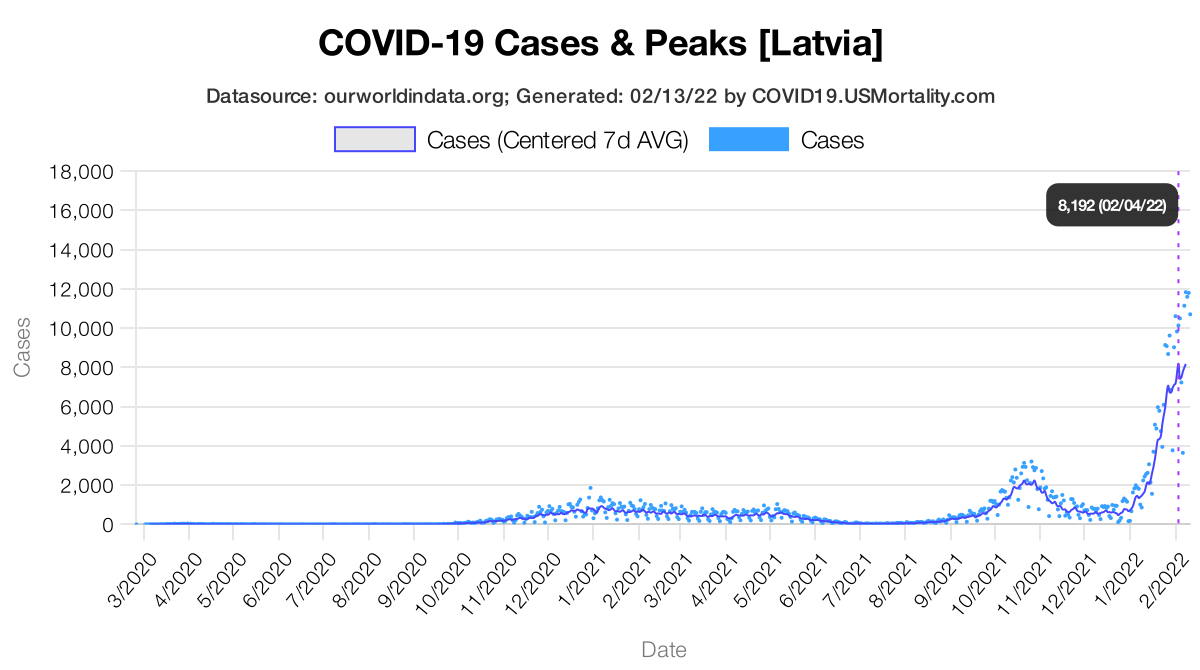 COVID-19 Cases & Peaks [Latvia]
Datasource: ourworldindata.org; Generated: 02/13/22 by COVID19.USMortality.com
Cases (Centered 7d AVG) Cases
18,000
16,000
14,000
12,000
10,000
8,000
6,000
4,000
2,000
0
Cases
8,192 (02/04/22)
3/2020 4/2020 5/2020 6/2020 7/2020 8/2020 9/2020 10/2020 11/2020 12/2020 1/2021 2/2021 3/2021 4/2021 5/2021 6/2021 7/2021 8/2021 9/2021 10/2021 11/2021 12/2021 1/2022 2/2022
Date